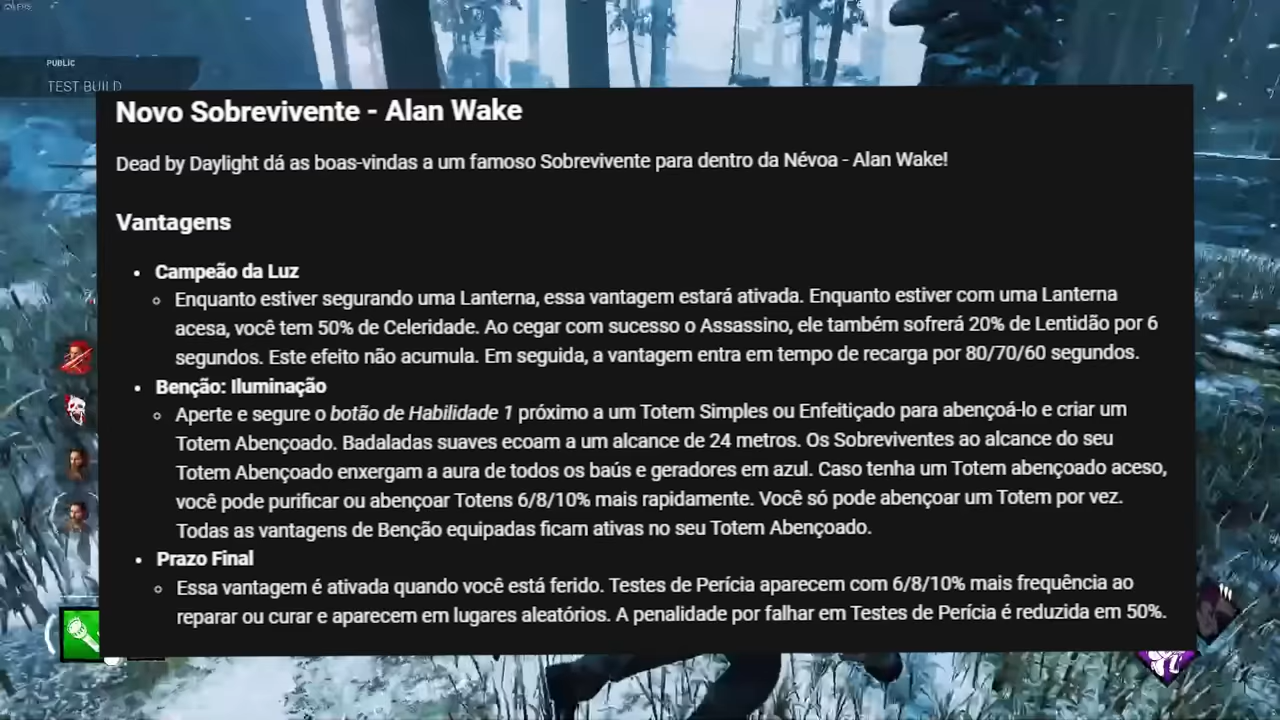 PUBLIC
TEST BUILD
Novo Sobrevivente - Alan Wake
Dead by Daylight dá as boas-vindas a um famoso Sobrevivente para dentro da Névoa - Alan Wake!
Vantagens
• Campeão da Luz
Enquanto estiver segurando uma Lanterna, essa vantagem estará ativada. Enquanto estiver com uma Lanterna
acesa, você tem 50% de Celeridade. Ao cegar com sucesso o Assassino, ele também sofrerá 20% de Lentidão por 6
segundos. Este efeito não acumula. Em seguida, a vantagem entra em tempo de recarga por 80/70/60 segundos.
• Benção: Iluminação
Aperte e segure o botão de Habilidade 1 próximo a um Totem Simples ou Enfeitiçado para abençoá-lo e criar um
Totem Abençoado. Badaladas suaves ecoam a um alcance de 24 metros. Os Sobreviventes ao alcance do seu
Totem Abençoado enxergam a aura de todos os baús e geradores em azul. Caso tenha um Totem abençoado aceso,
você pode purificar ou abençoar Totens 6/8/10% mais rapidamente. Você só pode abençoar um Totem por vez.
Todas as vantagens de Benção equipadas ficam ativas no seu Totem Abençoado.
• Prazo Final
Essa vantagem é ativada quando você está ferido. Testes de Perícia aparecem com 6/8/10% mais frequência ao
reparar ou curar e aparecem em lugares aleatórios. A penalidade por falhar em Testes de Perícia é reduzida em 50%.